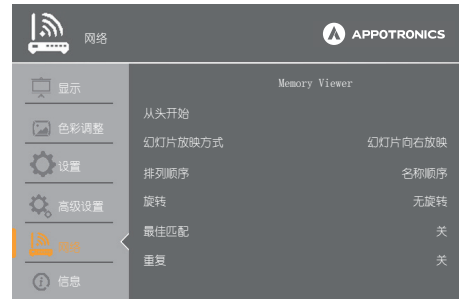 网络
APPOTRONICS
显示
色彩调整
设置
高级设置
网络
信息
Memory Viewer
从头开始
幻灯片放映方式 幻灯片向右放映
排列顺序 名称顺序
旋转 无旋转
最佳匹配 关
重复 关